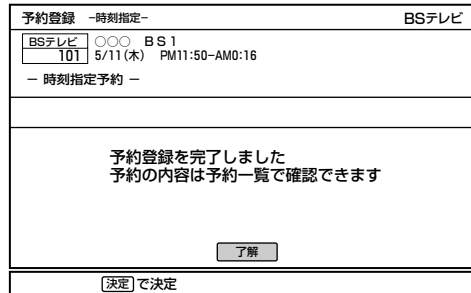 予約登録 −時刻指定− BSテレビ
BSテレビ ○○○ BS1
101 5/11(木) PM11:50−AM0:16
− 時刻指定予約 −
予約登録を完了しました
予約の内容は予約一覧で確認できます
了解
決定で決定